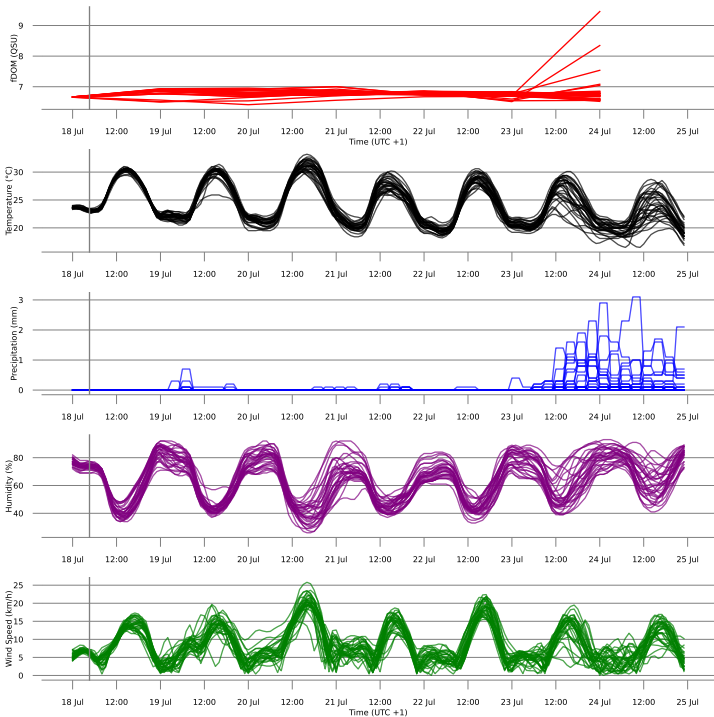 fDOM (QSU)
9
8
7
18 Jul 12:00 19 Jul 12:00 20 Jul 12:00 21 Jul 12:00 22 Jul 12:00 23 Jul 12:00 24 Jul 12:00 25 Jul
Time (UTC +1)
Temperature (°C)
30
25
20
18 Jul 12:00 19 Jul 12:00 20 Jul 12:00 21 Jul 12:00 22 Jul 12:00 23 Jul 12:00 24 Jul 12:00 25 Jul
Precipitation (mm)
3
2
1
0
18 Jul 12:00 19 Jul 12:00 20 Jul 12:00 21 Jul 12:00 22 Jul 12:00 23 Jul 12:00 24 Jul 12:00 25 Jul
Humidity (%)
80
60
40
18 Jul 12:00 19 Jul 12:00 20 Jul 12:00 21 Jul 12:00 22 Jul 12:00 23 Jul 12:00 24 Jul 12:00 25 Jul
Wind Speed (km/h)
25
20
15
10
5
0
18 Jul 12:00 19 Jul 12:00 20 Jul 12:00 21 Jul 12:00 22 Jul 12:00 23 Jul 12:00 24 Jul 12:00 25 Jul
Time (UTC +1)